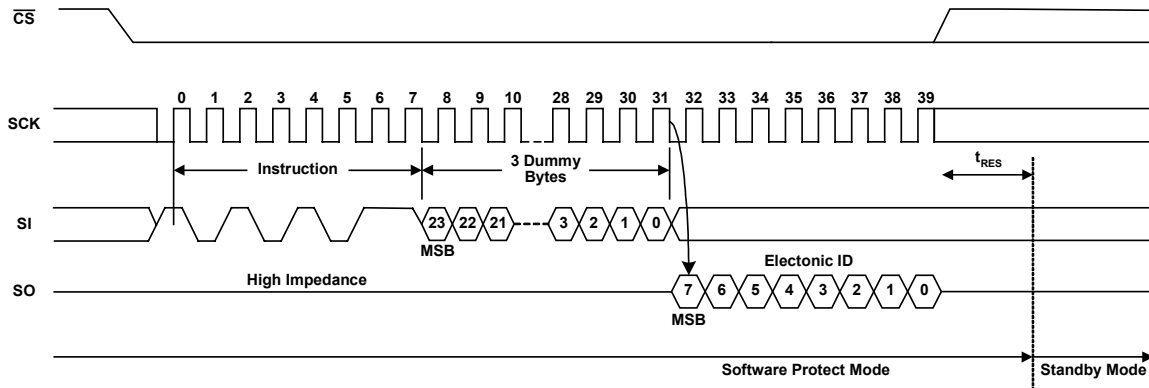 CS
0 1 2 3 4 5 6 7 8 9 10 28 29 30 31 32 33 34 35 36 37 38 39
SCK
Instruction
3 Dummy
Bytes
tRES
SI
23 22 21 3 2 1 0
MSB
High Impedance
Electonic ID
SO
7 6 5 4 3 2 1 0
MSB
Software Protect Mode
Standby Mode